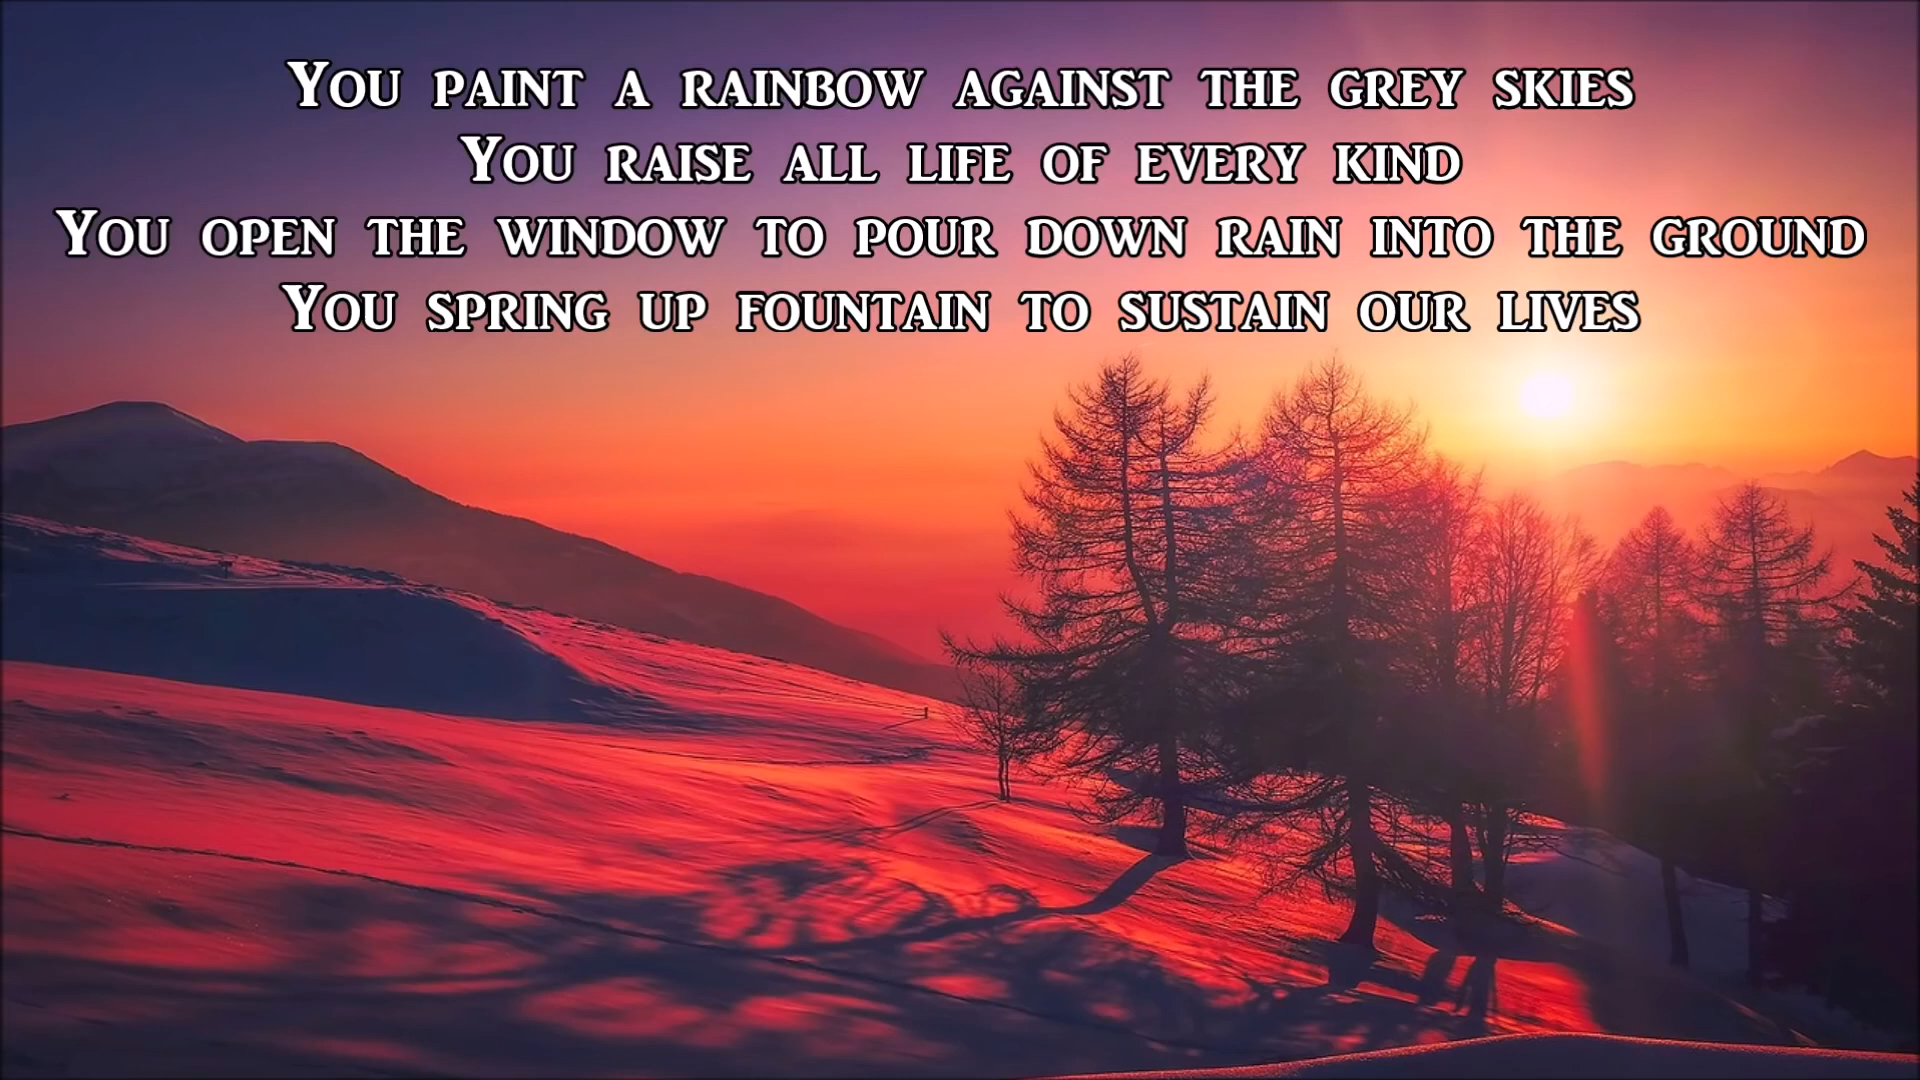 You paint a rainbow against the grey skies
You raise all life of every kind
You open the window to pour down rain into the ground
You spring up fountain to sustain our lives